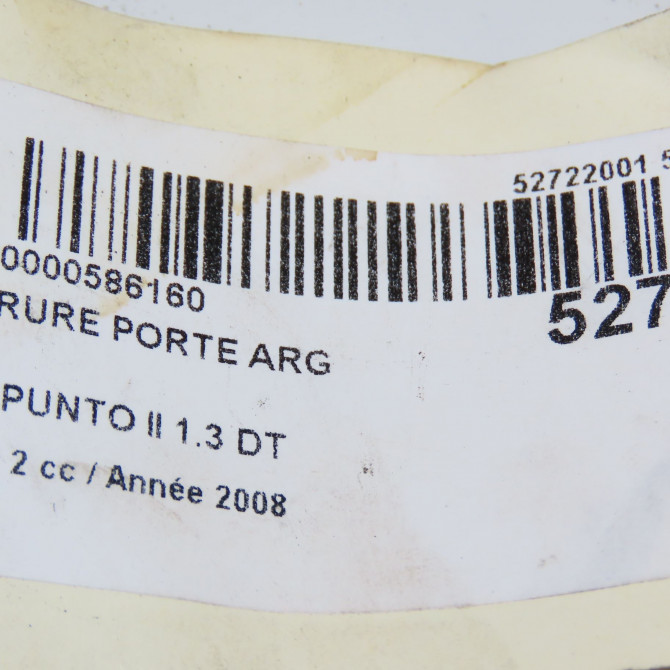 52722001 5
0000586160
527
RURE PORTE ARG
PUNTO II 1.3 DT
2 cc / Année 2008